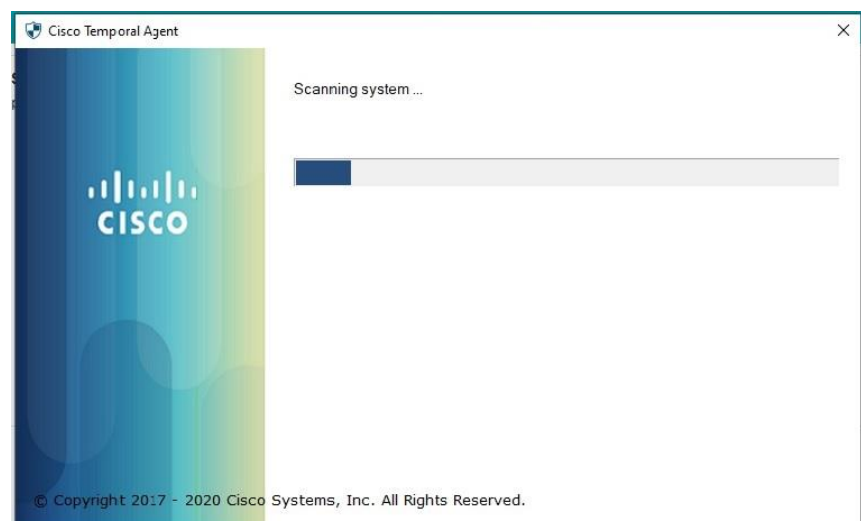 Cisco Temporal Agent
Scanning system ...
CISCO
© Copyright 2017 - 2020 Cisco Systems, Inc. All Rights Reserved.